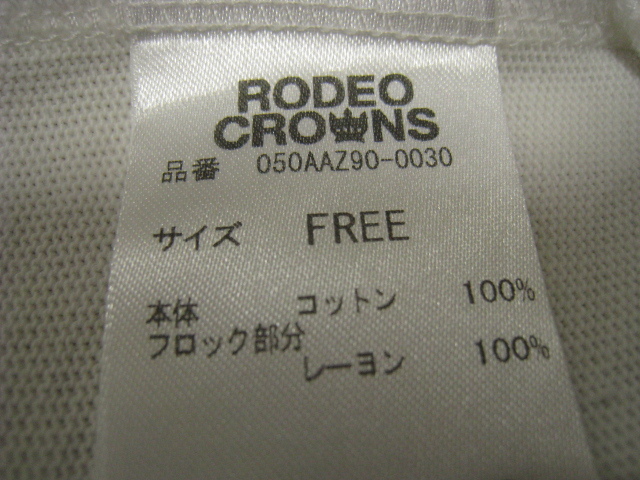 RODEO
CROWNS
品番 050AAZ90-0030
サイズ FREE
本体 コットン 100%
フロック部分
レーヨン 100%